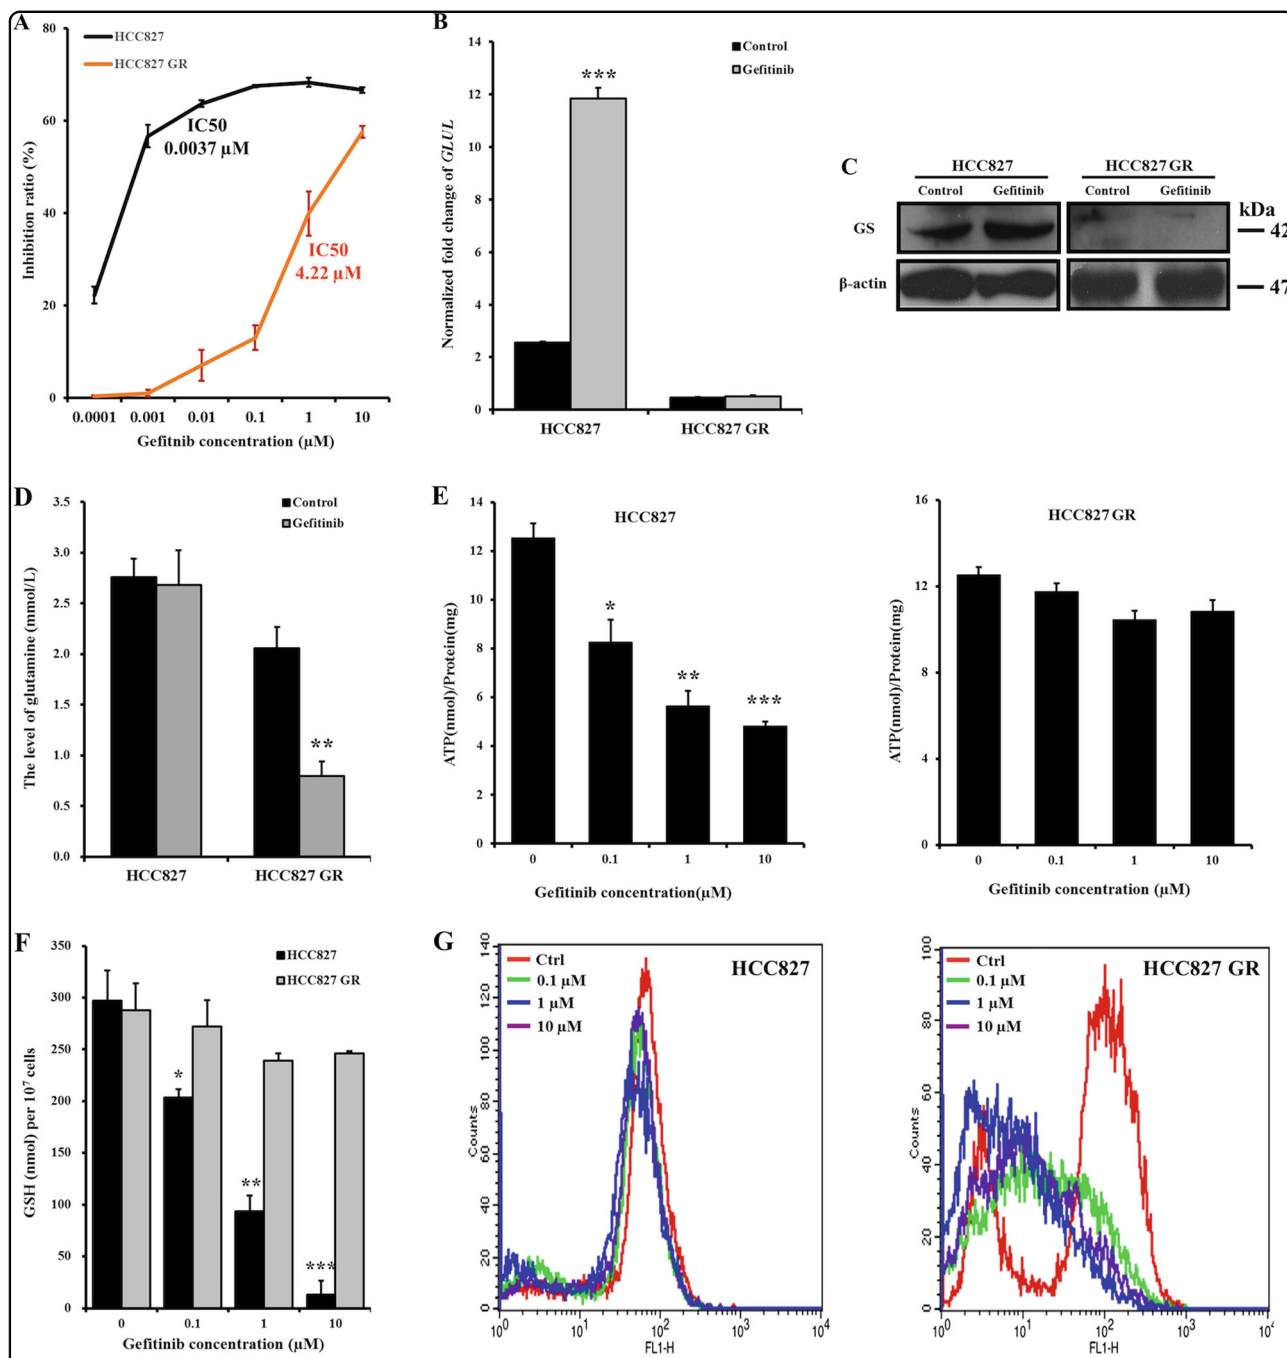 A
HCC827
HCC827 GR
80
60
40
20
0
Inhibition ratio (%)
IC50
0.0037 µM
IC50
4.22 µM
0.0001 0.001 0.01 0.1 1 10
Gefitnib concentration (µM)
B
Control
Gefitinib
14
12
10
8
6
4
2
0
Normalized fold change of GLUL
***
HCC827 HCC827 GR
C
HCC827 HCC827 GR
Control Gefitinib Control Gefitinib
kDa
GS
42
β-actin
47
D
Control
Gefitinib
3.5
3.0
2.5
2.0
1.5
1.0
0.5
0.0
The level of glutamine (mmol/L)
**
HCC827 HCC827 GR
E
HCC827
14
12
10
8
6
4
2
0
ATP(nmol)/Protein(mg)
*
**
***
0 0.1 1 10
Gefitinib concentration(µM)
HCC827 GR
16
12
8
4
0
ATP(nmol)/Protein(mg)
0 0.1 1 10
Gefitinib concentration (µM)
F
HCC827
HCC827 GR
350
300
250
200
150
100
50
0
GSH (nmol) per 10⁷ cells
*
**
***
0 0.1 1 10
Gefitinib concentration (µM)
G
Ctrl
0.1 µM
1 µM
10 µM
HCC827
140
120
100
80
60
40
20
0
Counts
10⁰ 10¹ 10² 10³ 10⁴
FL1-H
Ctrl
0.1 µM
1 µM
10 µM
HCC827 GR
100
80
60
40
20
0
Counts
10⁰ 10¹ 10² 10³ 10⁴
FL1-H